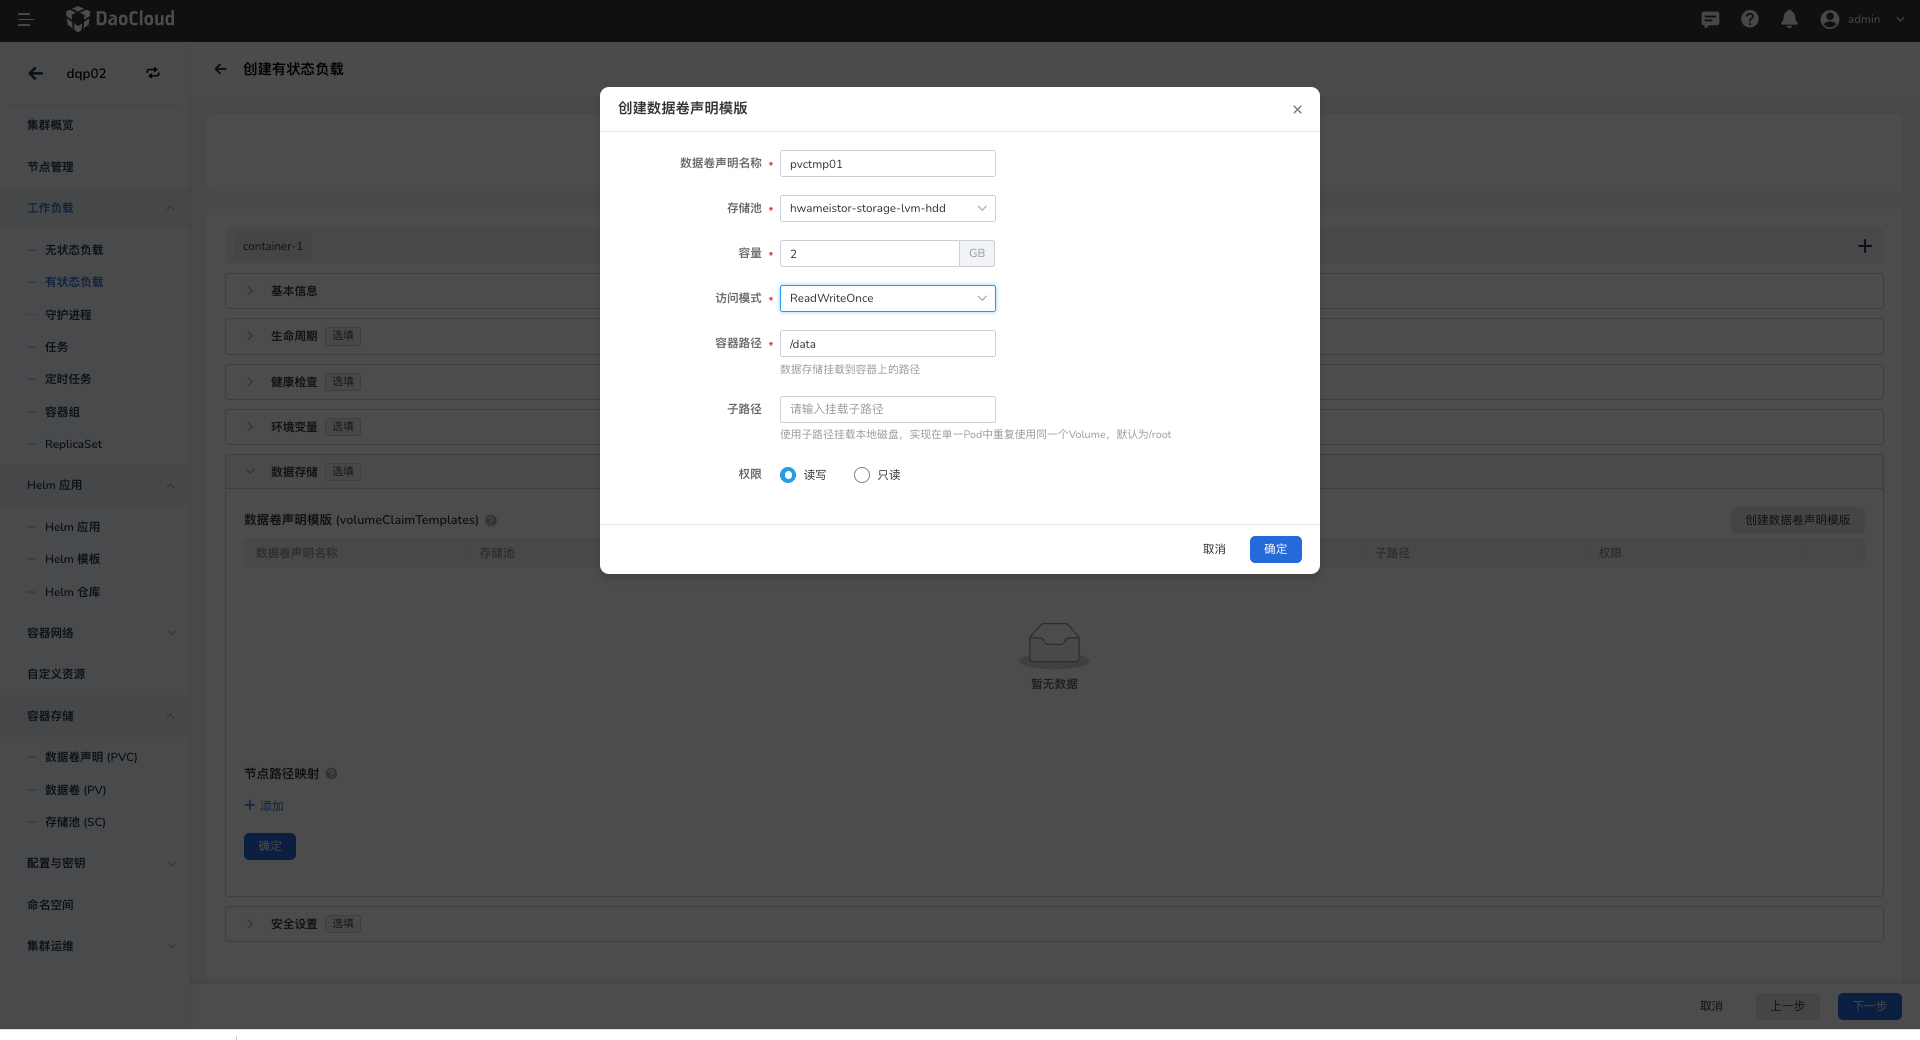 DaoCloud
admin
dqp02
创建有状态负载
集群概览
节点管理
工作负载
无状态负载
有状态负载
守护进程
任务
定时任务
容器组
ReplicaSet
Helm 应用
Helm 应用
Helm 模板
Helm 仓库
容器网络
自定义资源
容器存储
数据卷声明 (PVC)
数据卷 (PV)
存储池 (SC)
配置与密钥
命名空间
集群运维
container-1
基本信息
生命周期 选填
健康检查 选填
环境变量 选填
数据存储 选填
数据卷声明模版 (volumeClaimTemplates)
创建数据卷声明模版
数据卷声明名称 存储池 子路径 权限
暂无数据
节点路径映射
添加
确定
安全设置 选填
取消 上一步 下一步
创建数据卷声明模版
数据卷声明名称 • pvctmp01
存储池 • hwameistor-storage-lvm-hdd
容量 • 2 GB
访问模式 • ReadWriteOnce
容器路径 • /data
数据存储挂载到容器上的路径
子路径 请输入挂载子路径
使用子路径挂载本地磁盘，实现在单一Pod中重复使用同一个Volume，默认为/root
权限 读写 只读
取消 确定